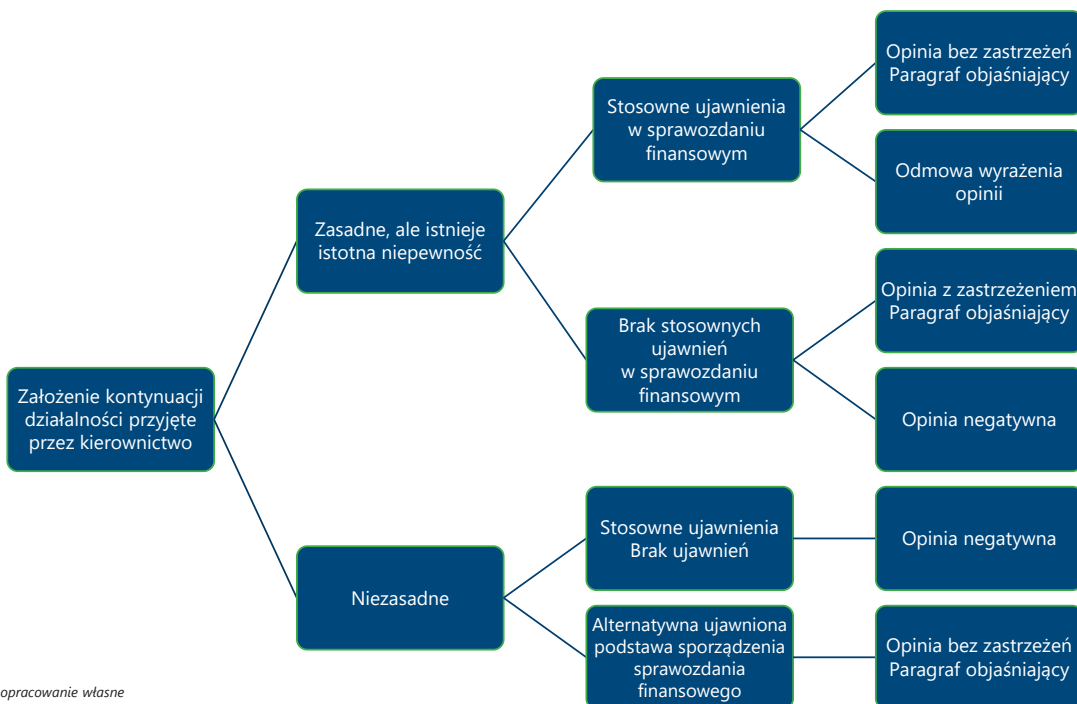 Założenie kontynuacji
działalności przyjęte
przez kierownictwo
Zasadne, ale istnieje
istotna niepewność
Stosowne ujawnienia
w sprawozdaniu
finansowym
Opinia bez zastrzeżeń
Paragraf objaśniający
Odmowa wyrażenia
opinii
Brak stosownych
ujawnień
w sprawozdaniu
finansowym
Opinia z zastrzeżeniem
Paragraf objaśniający
Opinia negatywna
Niezasadne
Stosowne ujawnienia
Brak ujawnień
Opinia negatywna
Alternatywna ujawniona
podstawa sporządzenia
sprawozdania
finansowego
Opinia bez zastrzeżeń
Paragraf objaśniający
opracowanie własne